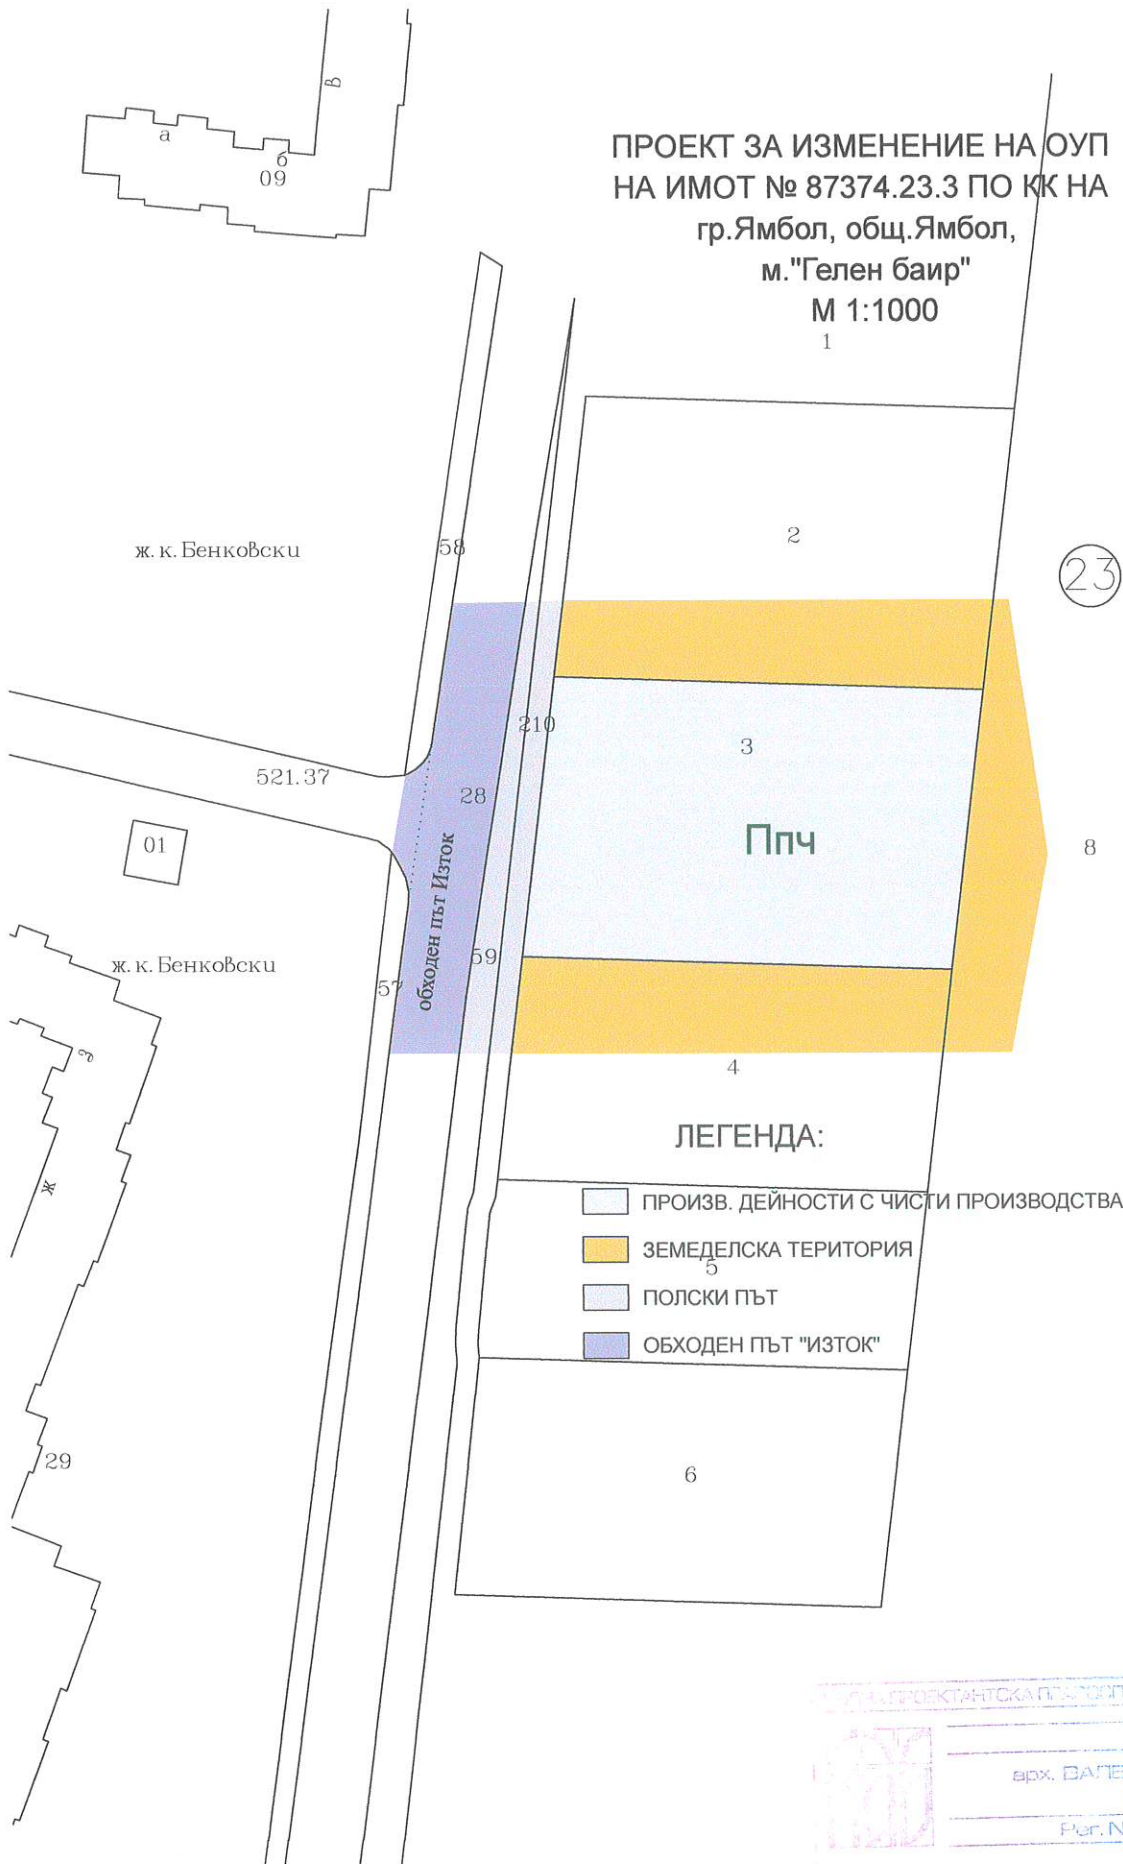 в
а
б
09
ПРОЕКТ ЗА ИЗМЕНЕНИЕ НА ОУП
НА ИМОТ № 87374.23.3 ПО КК НА
гр.Ямбол, общ.Ямбол,
м."Гелен баир"
М 1:1000
1
2
ж.к.Бенковски
58
23
210
3
521.37
28
Ппч
01
8
обходен път Изток
59
ж.к.Бенковски
57
4
ЛЕГЕНДА:
ж
ПРОИЗВ. ДЕЙНОСТИ С ЧИСТИ ПРОИЗВОДСТВА
ЗЕМЕДЕЛСКА ТЕРИТОРИЯ
5
ПОЛСКИ ПЪТ
ОБХОДЕН ПЪТ "ИЗТОК"
29
6
арх.
Рег. N